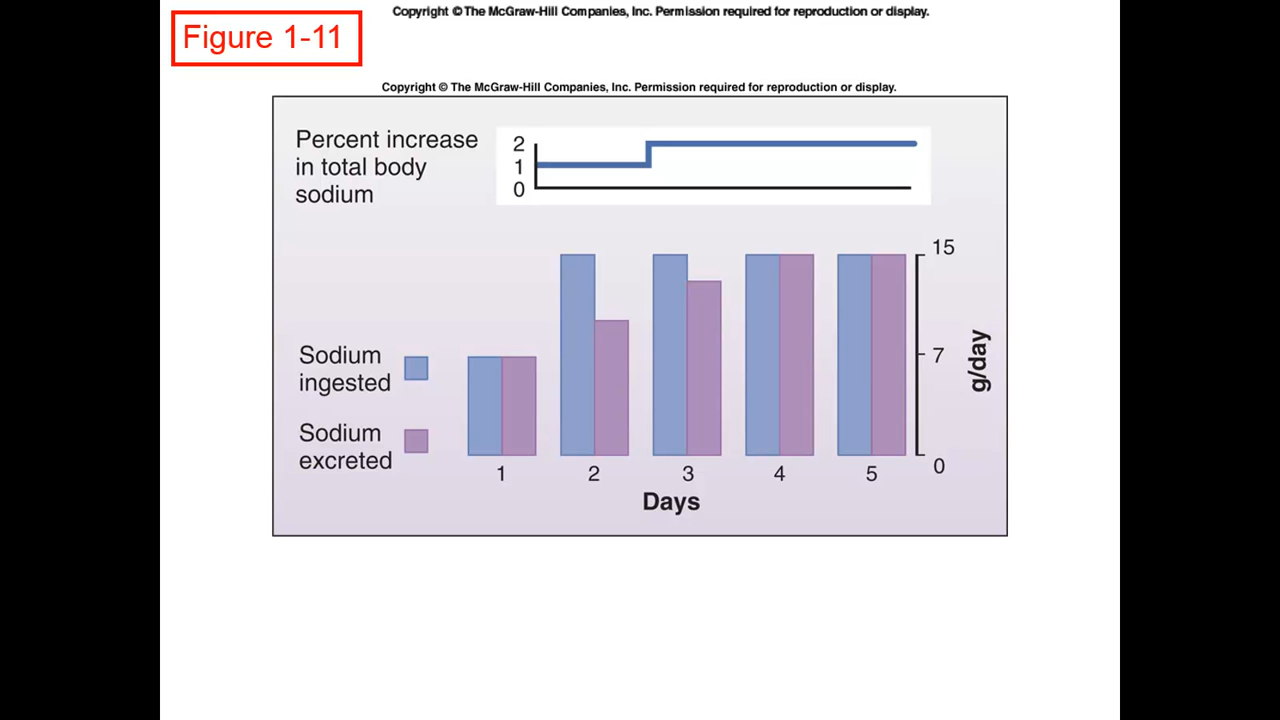 Copyright © The McGraw-Hill Companies, Inc. Permission required for reproduction or display.
Figure 1-11
Copyright © The McGraw-Hill Companies, Inc. Permission required for reproduction or display.
Percent increase
in total body
sodium
2
1
0
15
7
0
g/day
Sodium
ingested
Sodium
excreted
1 2 3 4 5
Days